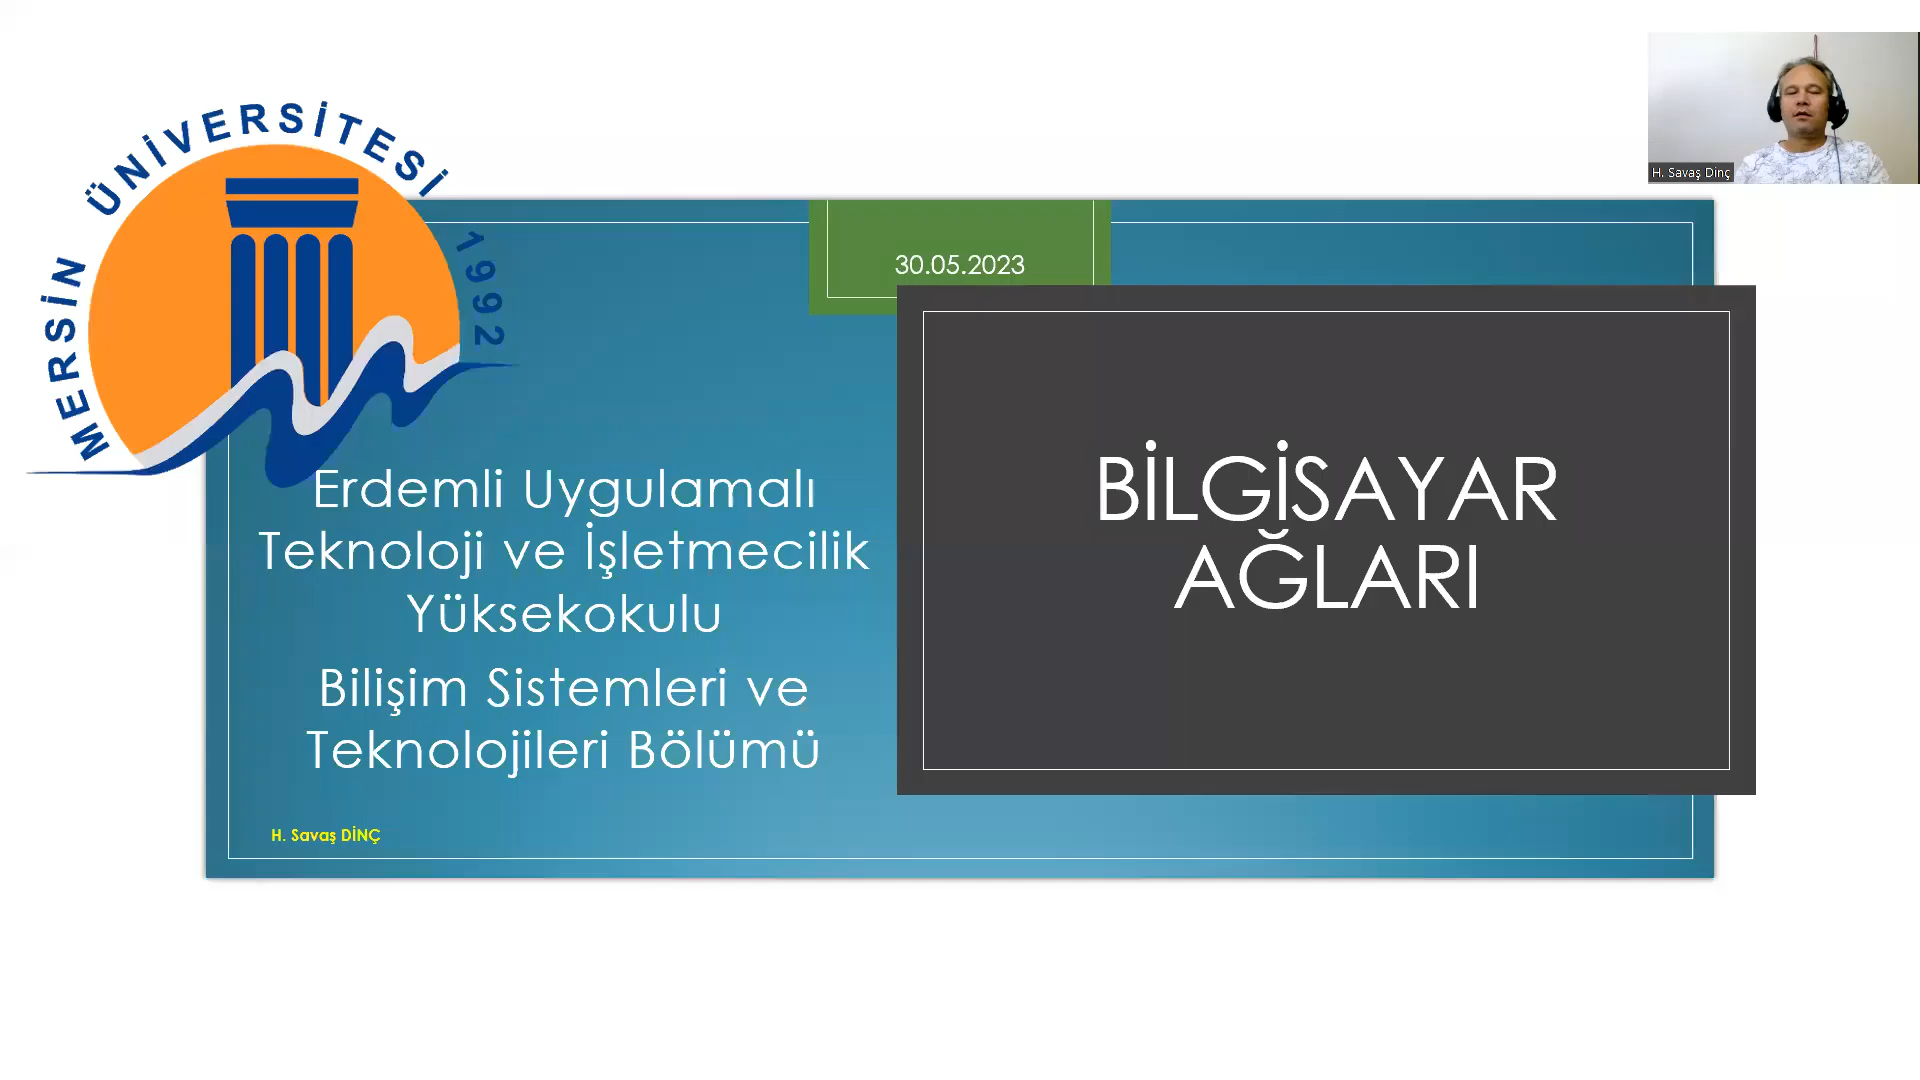 MERSİN ÜNİVERSİTESİ 1992
H. Savaş Dinç
30.05.2023
BİLGİSAYAR
AĞLARI
Erdemli Uygulamalı
Teknoloji ve İşletmecilik
Yüksekokulu
Bilişim Sistemleri ve
Teknolojileri Bölümü
H. Savaş DİNÇ